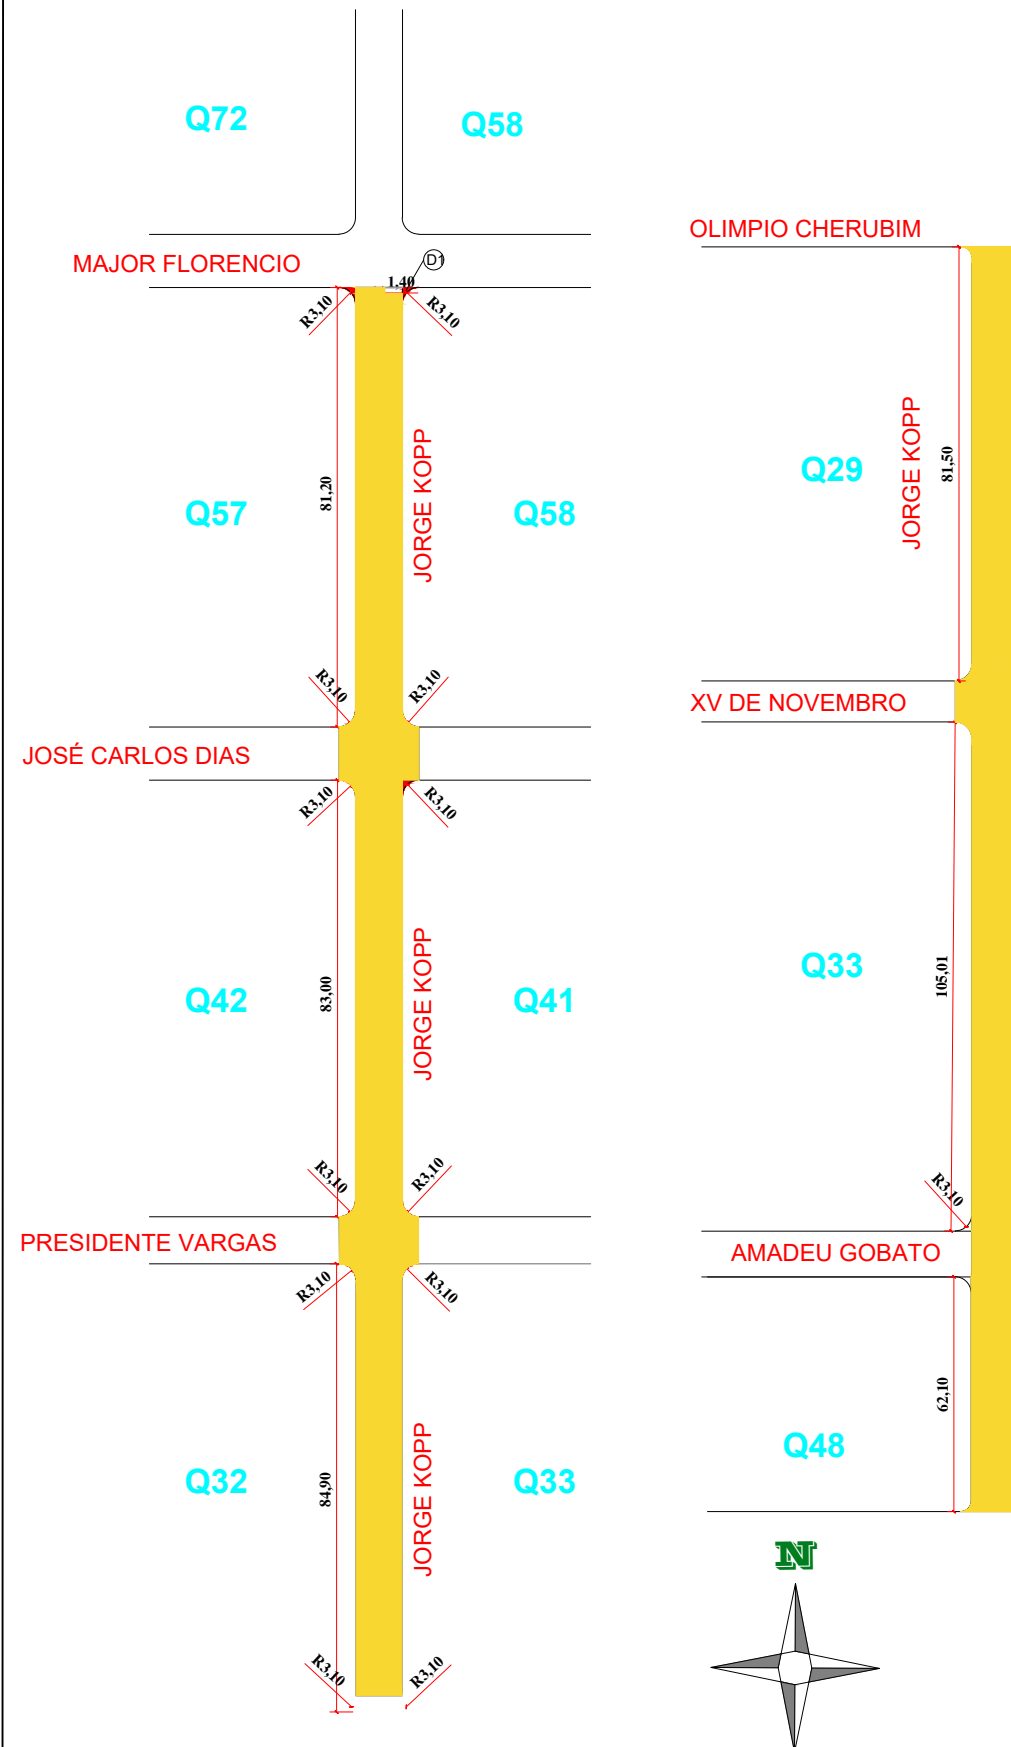 Q72
Q58
MAJOR FLORENCIO
D1
1,40
R3,10
R3,10
81,20
JORGE KOPP
Q57
Q58
R3,10
R3,10
JOSÉ CARLOS DIAS
R3,10
R3,10
83,00
JORGE KOPP
Q42
Q41
R3,10
R3,10
PRESIDENTE VARGAS
R3,10
R3,10
84,90
JORGE KOPP
Q32
Q33
R3,10
R3,10
OLIMPIO CHERUBIM
Q29
JORGE KOPP
81,50
XV DE NOVEMBRO
Q33
105,01
R3,10
AMADEU GOBATO
62,10
Q48
N